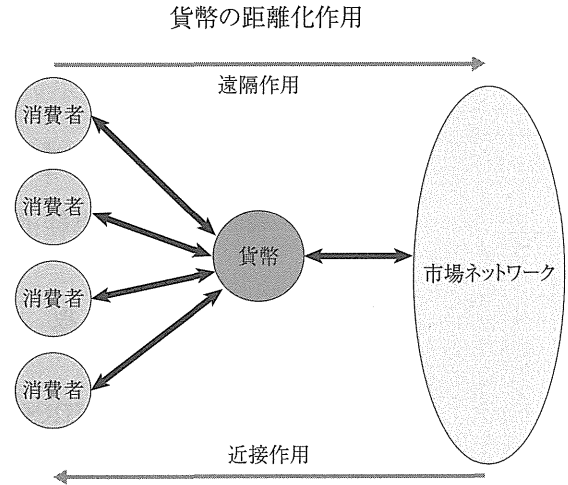 貨幣の距離化作用
遠隔作用
消費者
消費者
貨幣
市場ネットワーク
消費者
消費者
近接作用